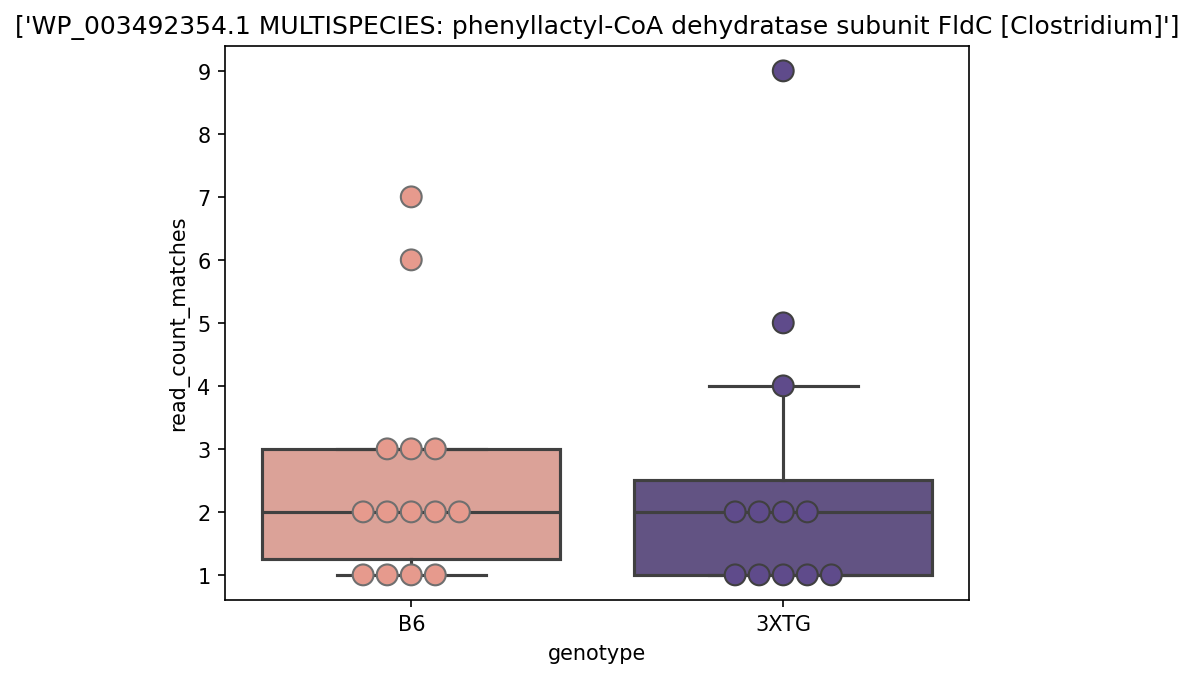 ['WP_003492354.1 MULTISPECIES: phenyllactyl-CoA dehydratase subunit FldC [Clostridium]']
9
8
7
6
5
4
3
2
1
read_count_matches
B6
3XTG
genotype